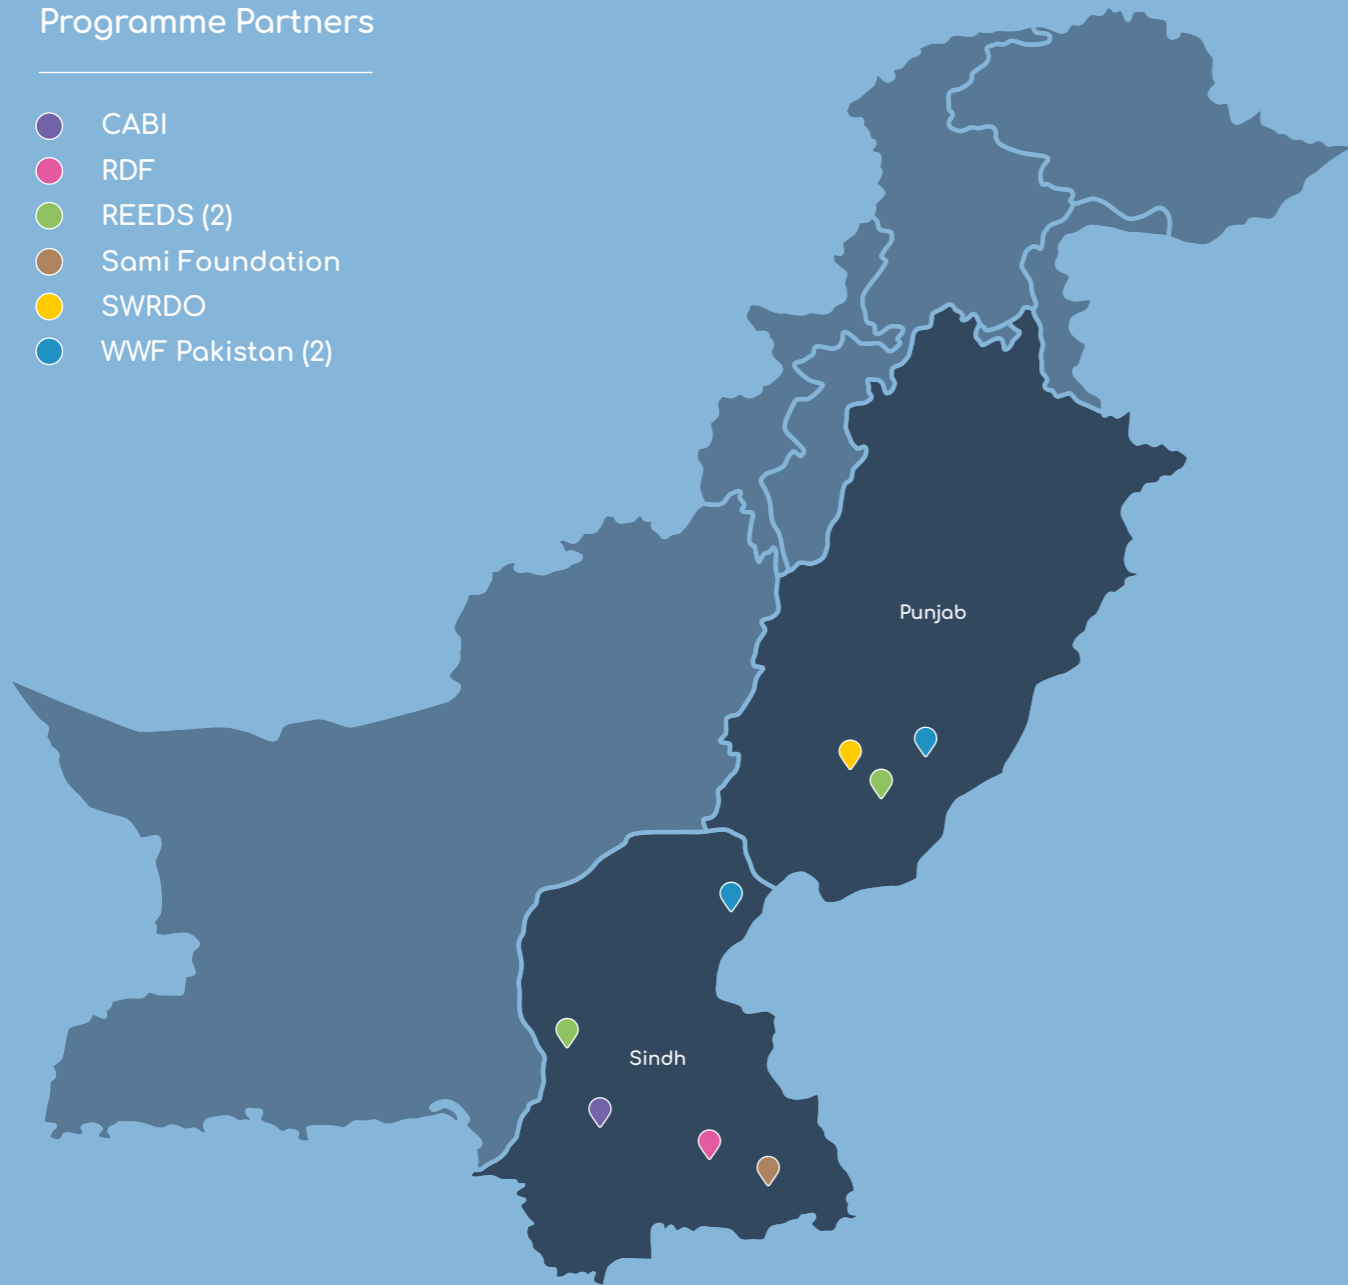 Programme Partners
CABI
RDF
REEDS (2)
Sami Foundation
SWRDO
WWF Pakistan (2)
Punjab
Sindh